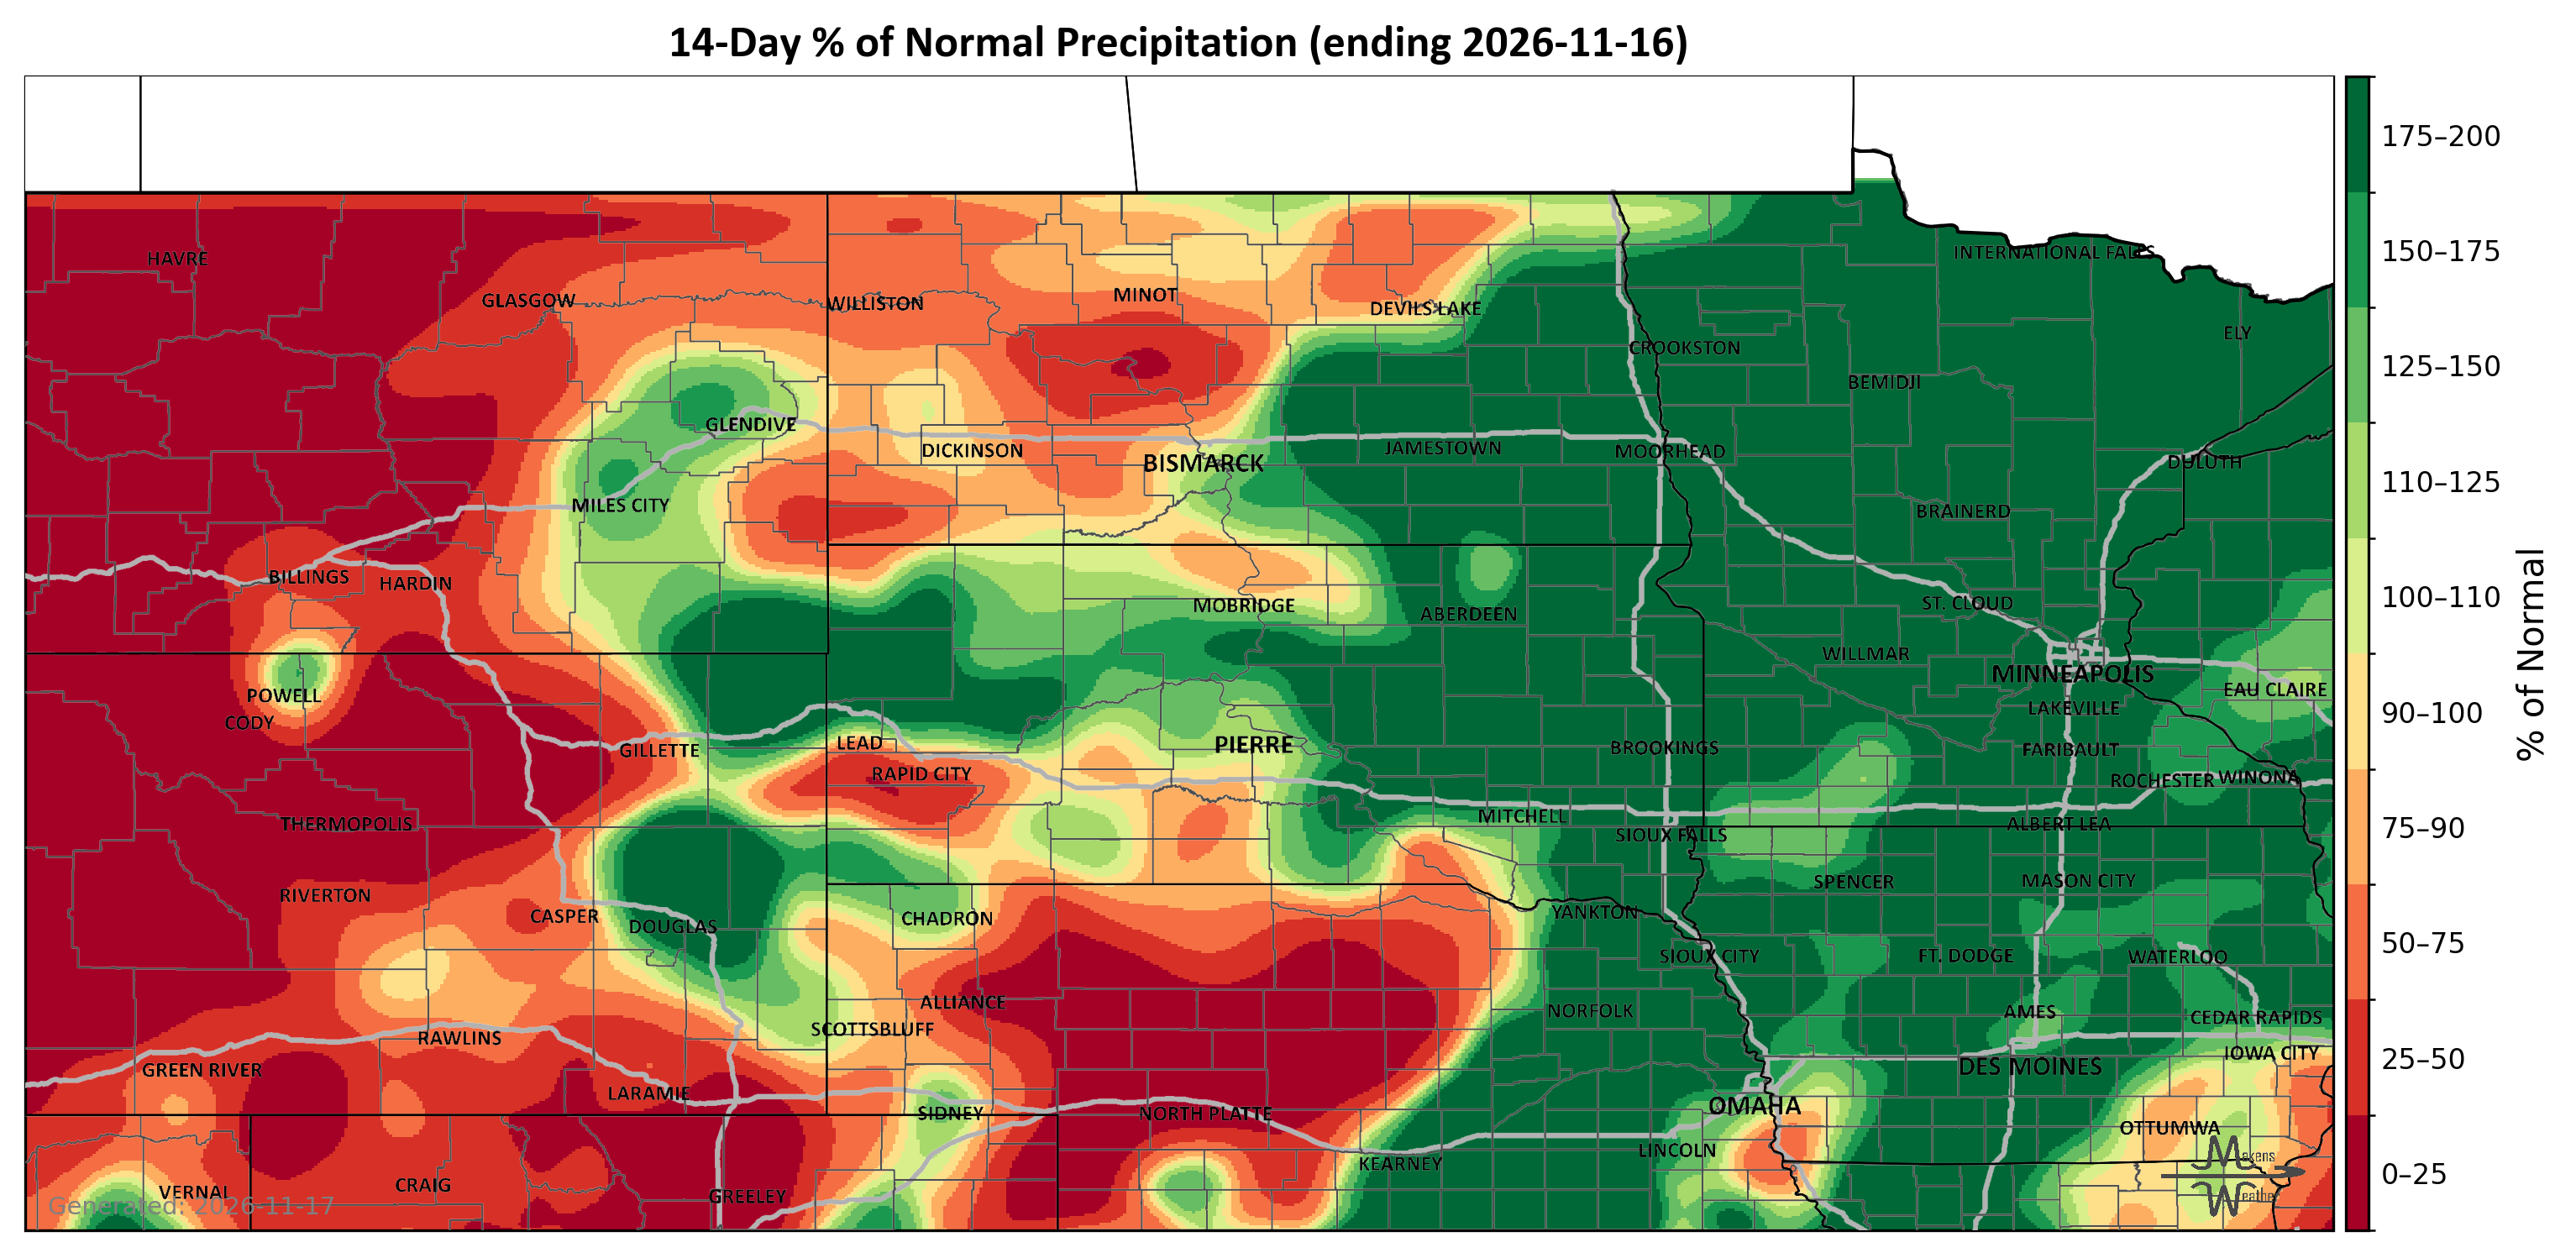 14-Day % of Normal Precipitation (ending 2026-11-16)
175–200
INTERNATIONAL FALLS
150–175
HAVRE
GLASGOW
WILLISTON
MINOT
DEVILS LAKE
ELY
CROOKSTON
125–150
BEMIDJI
GLENDIVE
DICKINSON
BISMARCK
JAMESTOWN
MOORHEAD
DULUTH
110–125
MILES CITY
BRAINERD
BILLINGS
HARDIN
MOBRIDGE
ABERDEEN
ST. CLOUD
100–110
WILLMAR
MINNEAPOLIS
POWELL
EAU CLAIRE
CODY
LAKEVILLE
90–100
% of Normal
GILLETTE
LEAD
PIERRE
BROOKINGS
FARIBAULT
RAPID CITY
ROCHESTER
WINONA
THERMOPOLIS
MITCHELL
SIOUX FALLS
ALBERT LEA
75–90
RIVERTON
SPENCER
MASON CITY
CASPER
DOUGLAS
CHADRON
YANKTON
50–75
SIOUX CITY
FT. DODGE
WATERLOO
ALLIANCE
NORFOLK
AMES
CEDAR RAPIDS
SCOTTSBLUFF
RAWLINS
IOWA CITY
25–50
GREEN RIVER
DES MOINES
LARAMIE
SIDNEY
NORTH PLATTE
OMAHA
OTTUMWA
LINCOLN
KEARNEY
Makens
Weather
0–25
VERNAL
CRAIG
GREELEY
Generated: 2026-11-17